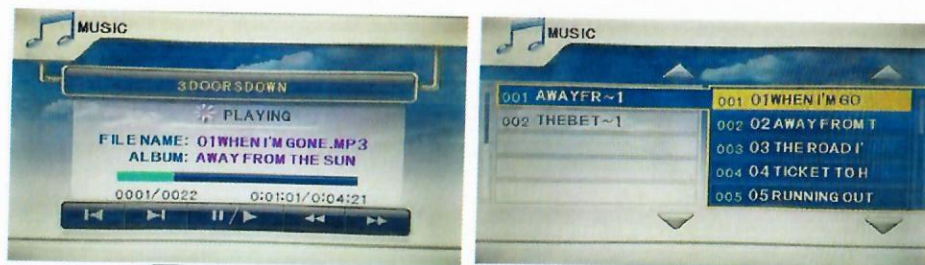 MUSIC
3DOORSDOWN
PLAYING
FILE NAME: 01WHEN I'M GONE.MP3
ALBUM: AWAY FROM THE SUN
0001/0022 0:01:01/0:04:21
MUSIC
001 AWAYFR~1
002 THEBET~1
001 01WHEN I'M GO
002 02 AWAY FROM T
003 03 THE ROAD I'
004 04 TICKET TO H
005 05 RUNNING OUT